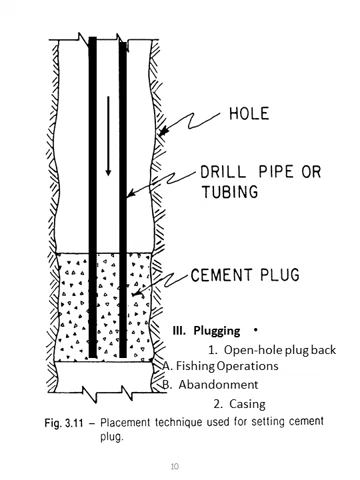 HOLE
DRILL PIPE OR
TUBING
CEMENT PLUG
III. Plugging •
1. Open-hole plug back
A. Fishing Operations
B. Abandonment
2. Casing
Fig. 3.11 – Placement technique used for setting cement
plug.
10